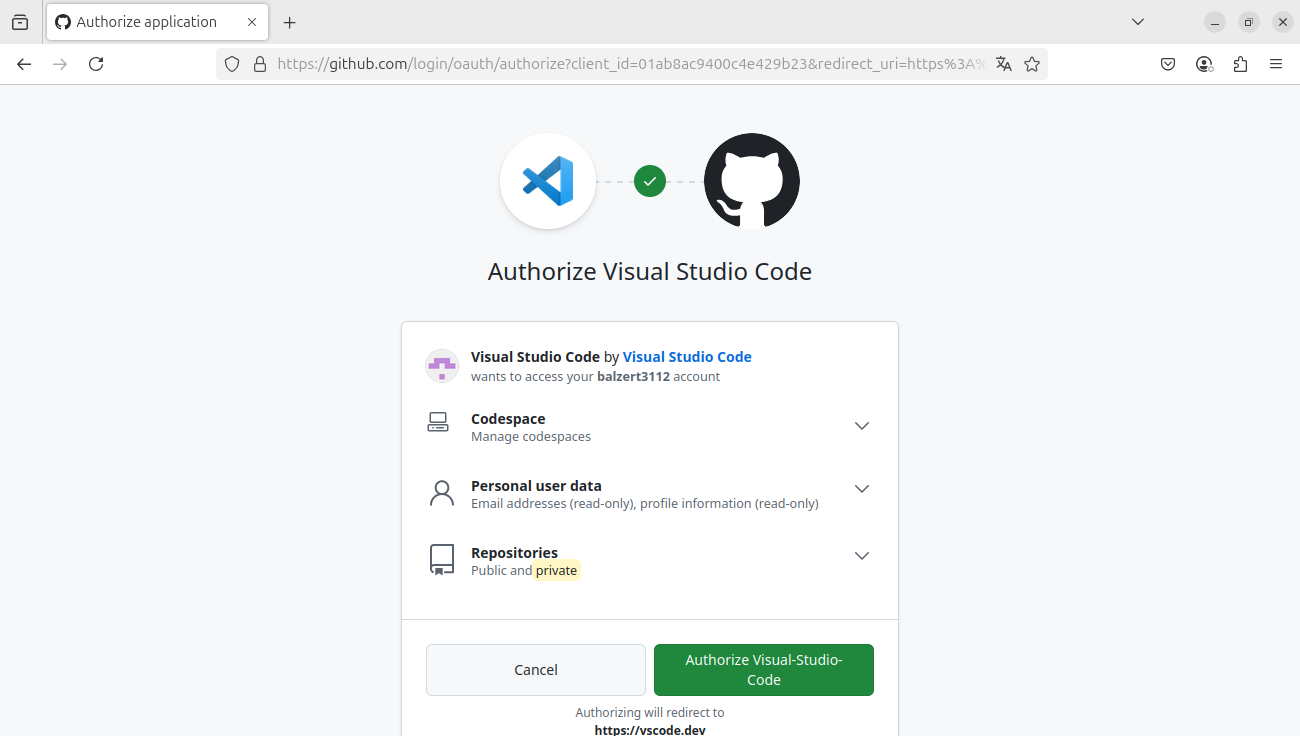 Authorize application
https://github.com/login/oauth/authorize?client_id=01ab8ac9400c4e429b23&redirect_uri=https%3A%
Authorize Visual Studio Code
Visual Studio Code by Visual Studio Code
wants to access your balzert3112 account
Codespace
Manage codespaces
Personal user data
Email addresses (read-only), profile information (read-only)
Repositories
Public and private
Cancel
Authorize Visual-Studio-
Code
Authorizing will redirect to
https://vscode.dev